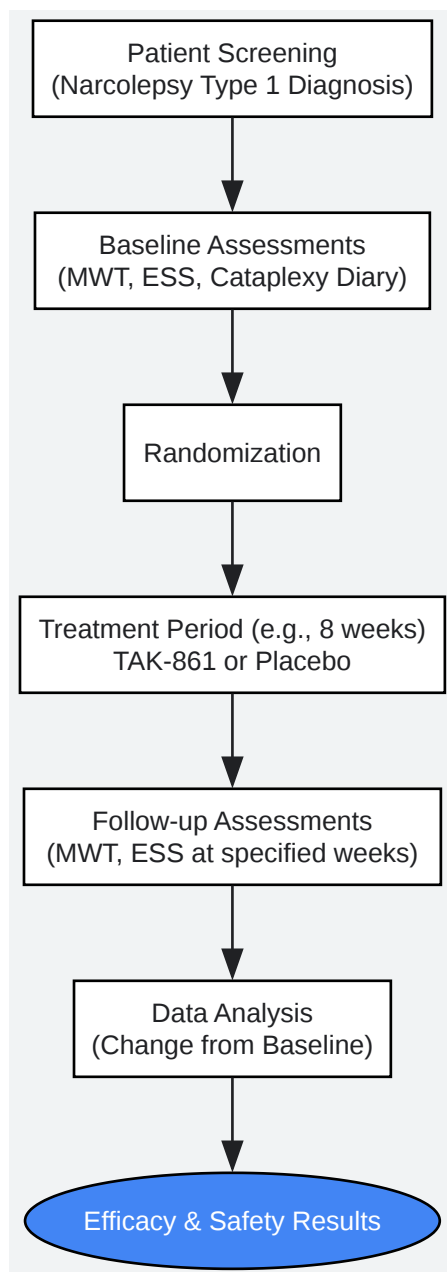 Patient Screening
(Narcolepsy Type 1 Diagnosis)
Baseline Assessments
(MWT, ESS, Cataplexy Diary)
Randomization
Treatment Period (e.g., 8 weeks)
TAK-861 or Placebo
Follow-up Assessments
(MWT, ESS at specified weeks)
Data Analysis
(Change from Baseline)
Efficacy & Safety Results